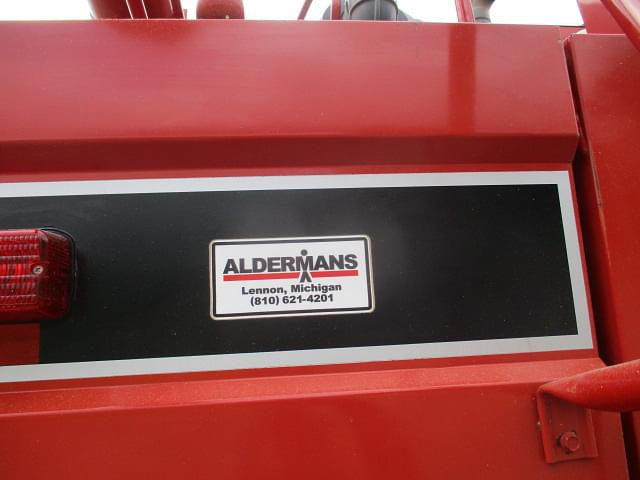 ALDERMANS
Lennon, Michigan
(810) 621-4201